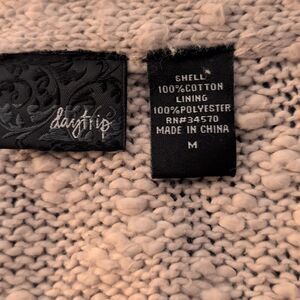 daytrip
SHELL
100%COTTON
LINING
100%POLYESTER
RN#34570
MADE IN CHINA
M